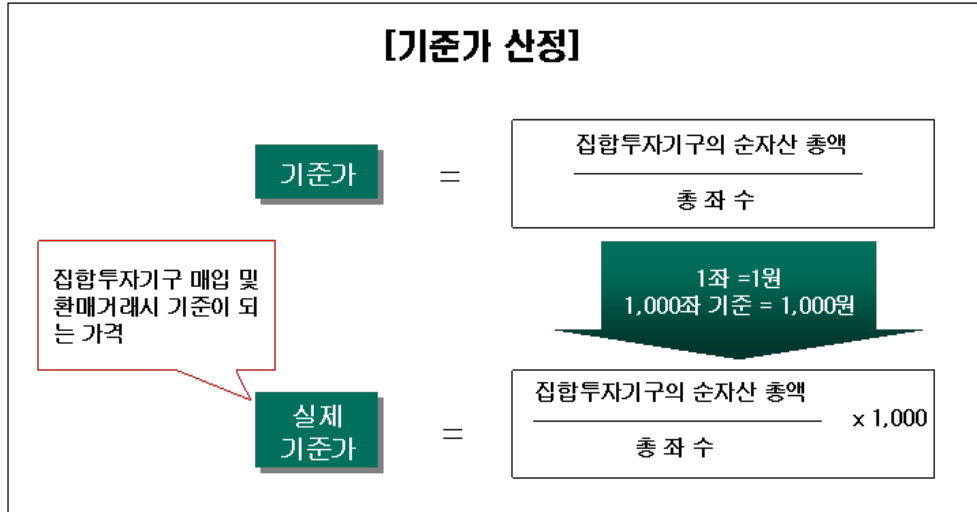 [기준가 산정]
기준가
=
집합투자기구의 순자산 총액
총 좌 수
집합투자기구 매입 및
환매거래시 기준이 되
는 가격
1좌 =1원
1,000좌 기준 = 1,000원
실제
기준가
=
집합투자기구의 순자산 총액
총 좌 수
x 1,000